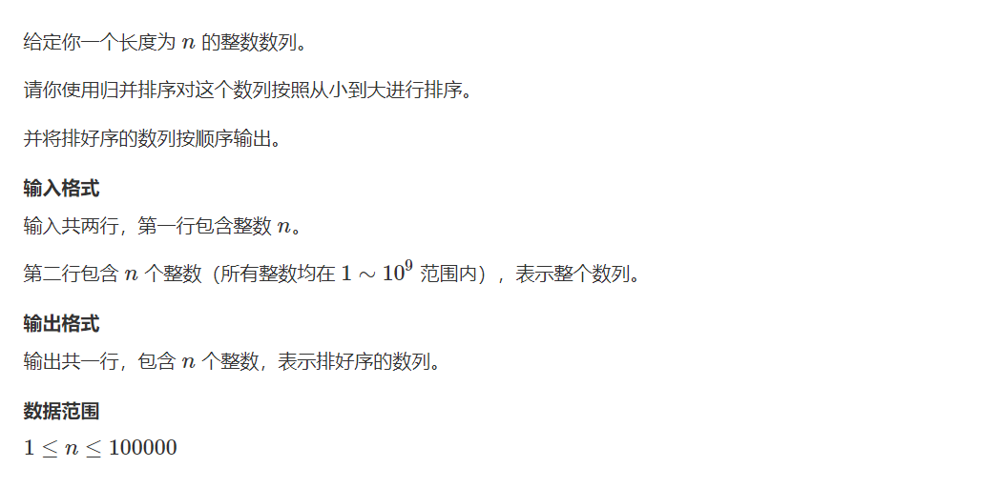 给定你一个长度为 n 的整数数列。
请你使用归并排序对这个数列按照从小到大进行排序。
并将排好序的数列按顺序输出。
输入格式
输入共两行，第一行包含整数 n。
第二行包含 n 个整数（所有整数均在 1 ∼ 10⁹ 范围内），表示整个数列。
输出格式
输出共一行，包含 n 个整数，表示排好序的数列。
数据范围
1 ≤ n ≤ 100000